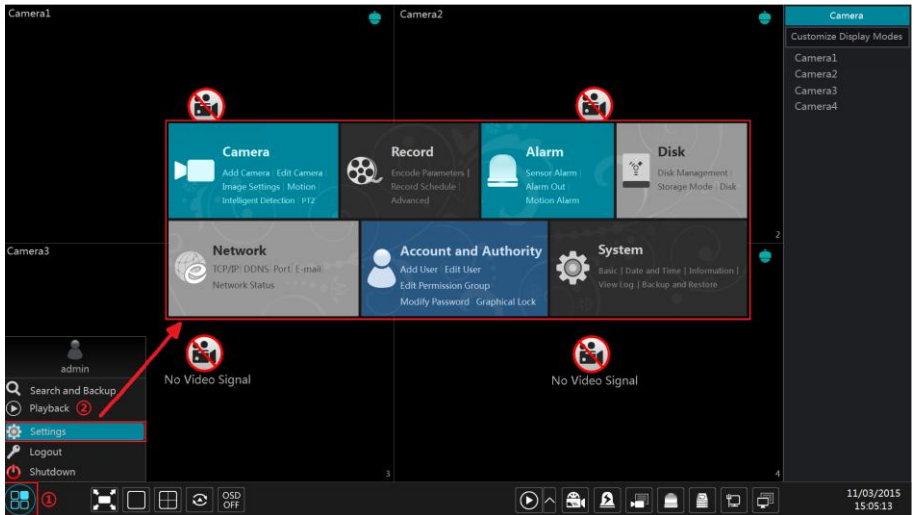 Camera1
Camera2
Camera
Customize Display Modes
Camera1
Camera2
Camera3
Camera4
Camera
Add Camera | Edit Camera |
Image Settings | Motion |
Intelligent Detection | PTZ
Record
Encode Parameters |
Record Schedule |
Advanced
Alarm
Sensor Alarm |
Alarm Out |
Motion Alarm
Disk
Disk Management |
Storage Mode | Disk
2
Camera3
Network
TCP/IP | DDNS | Port | E-mail |
Network Status
Account and Authority
Add User | Edit User
Edit Permission Group
Modify Password | Graphical Lock
System
Basic | Date and Time | Information |
View Log | Backup and Restore
admin
Search and Backup
Playback ②
Settings
Logout
Shutdown
No Video Signal
No Video Signal
3
4
①
OSD
OFF
11/03/2015
15:05:13